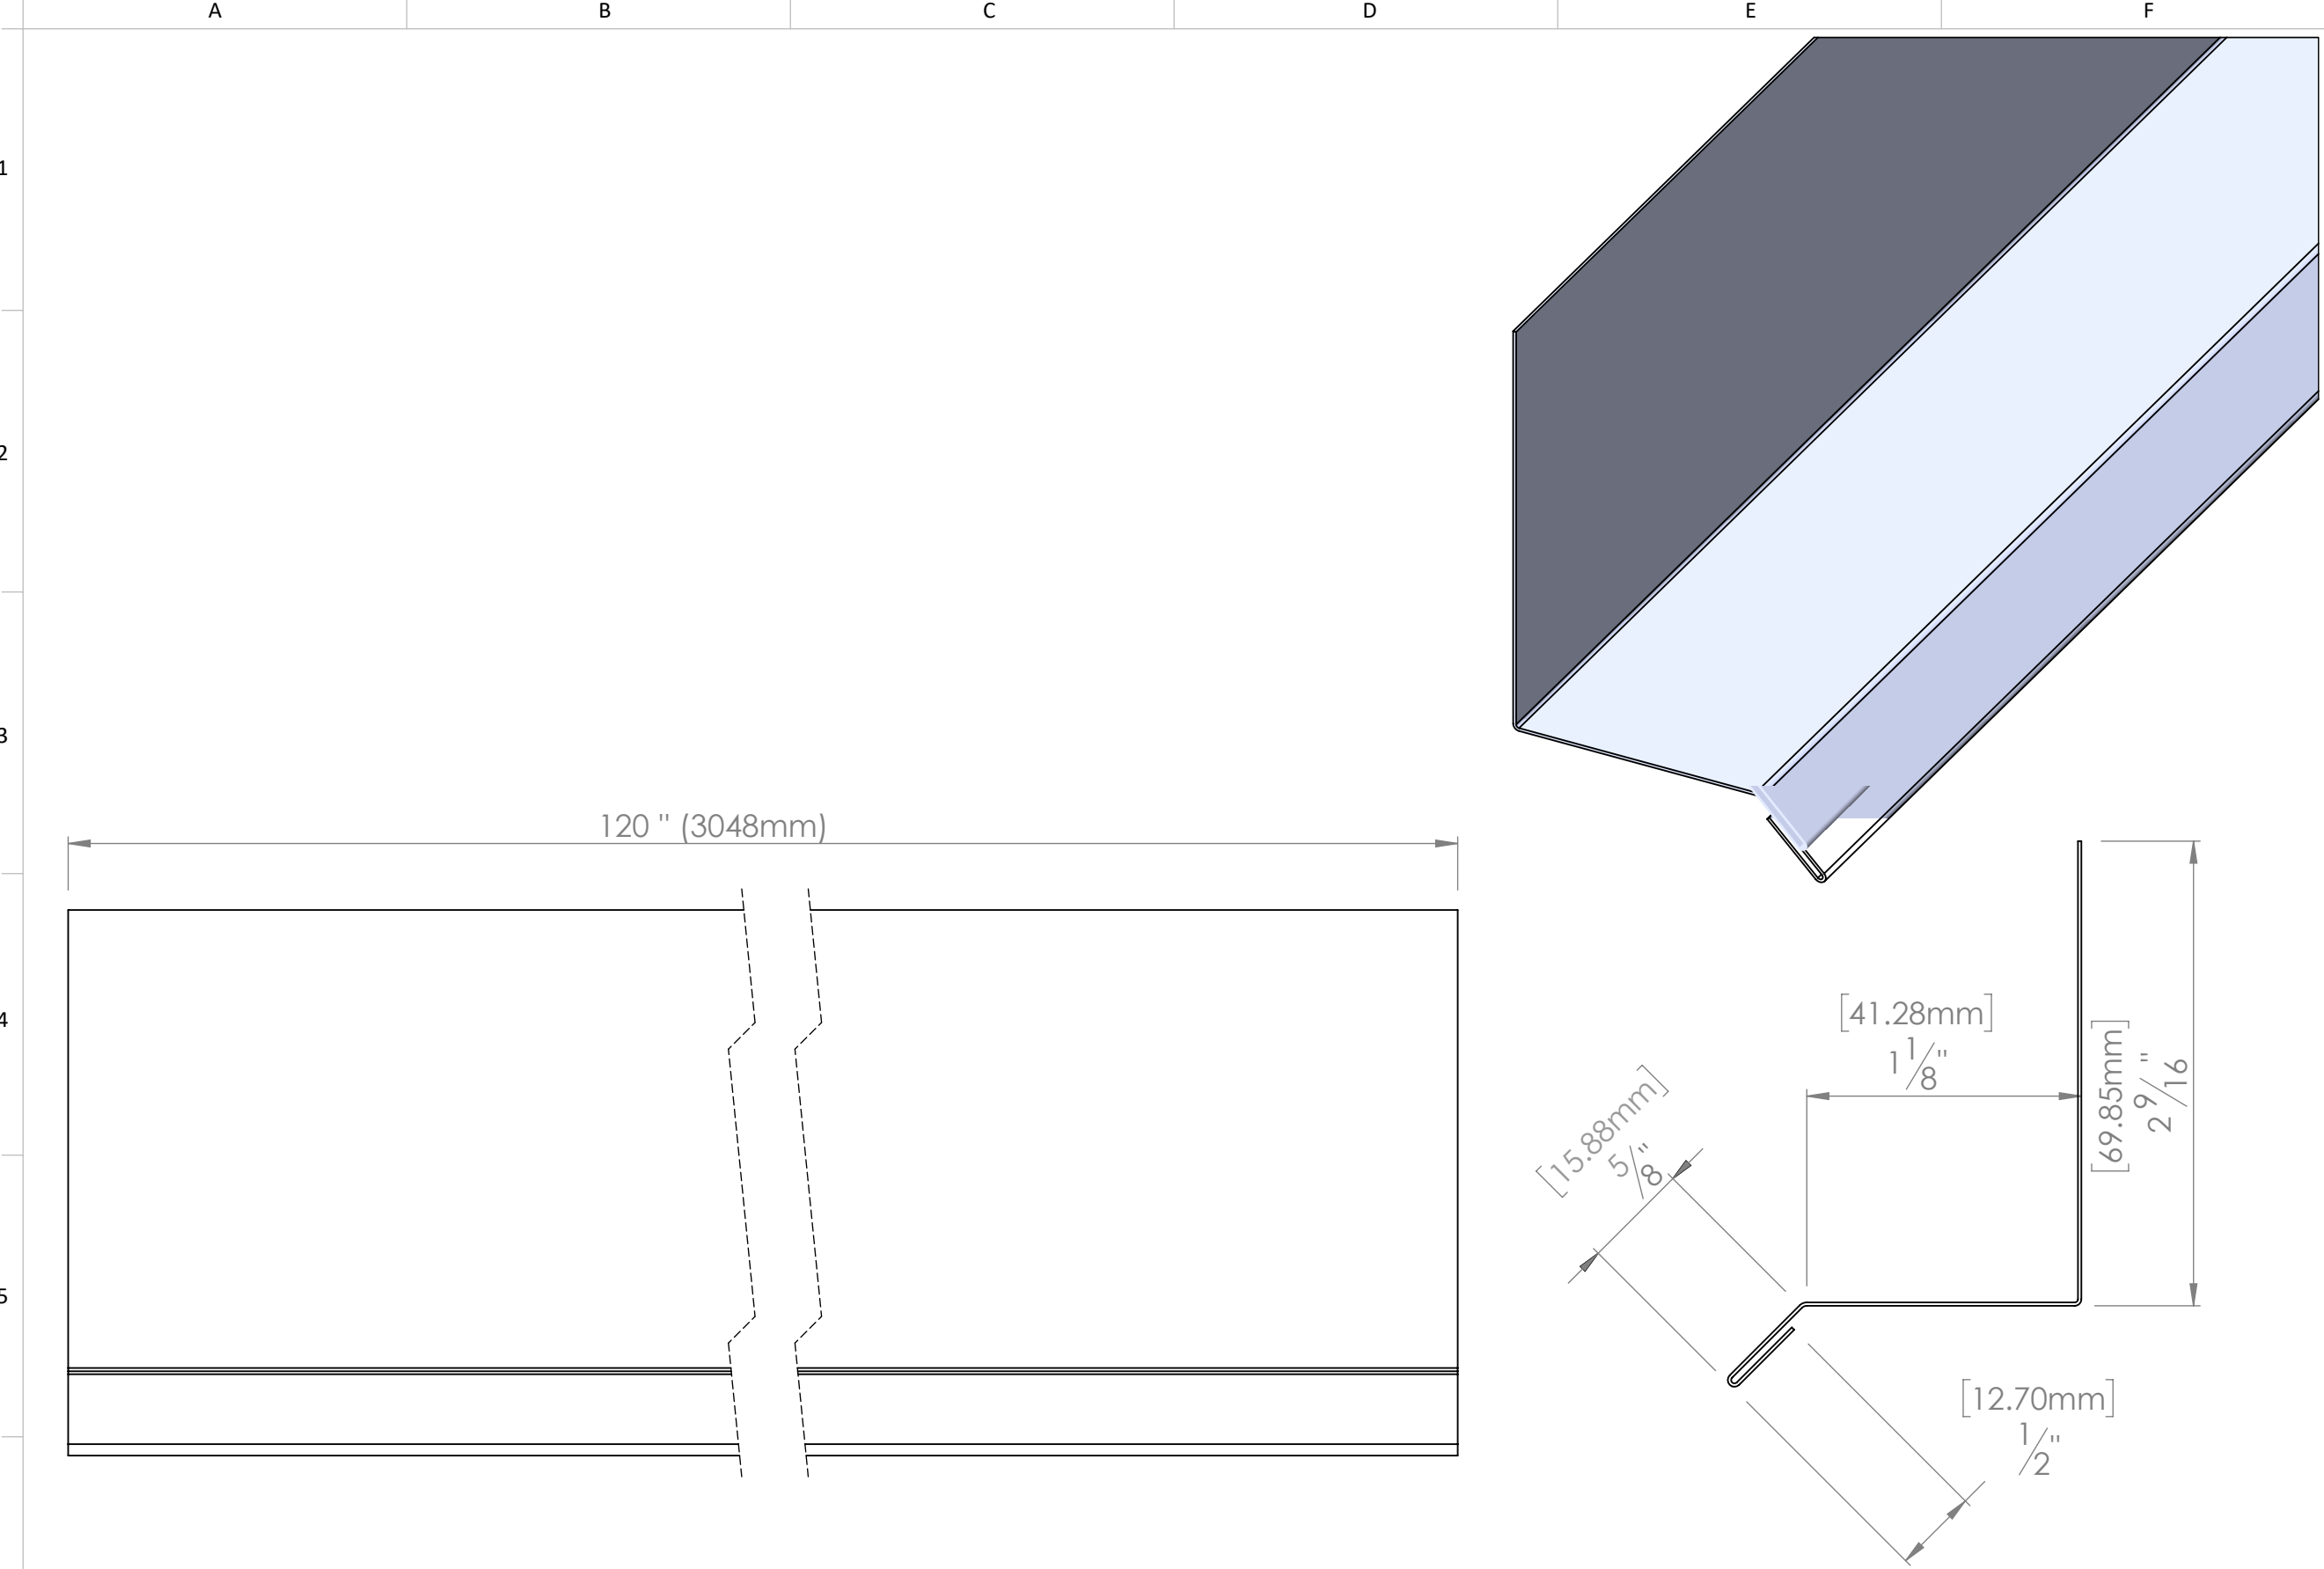 A B C D E F
1
2
3
120 " (3048mm)
4
[41.28mm]
1 1/8"
[69.85mm]
2 9/16"
[15.88mm]
5/8"
5
[12.70mm]
1/2"